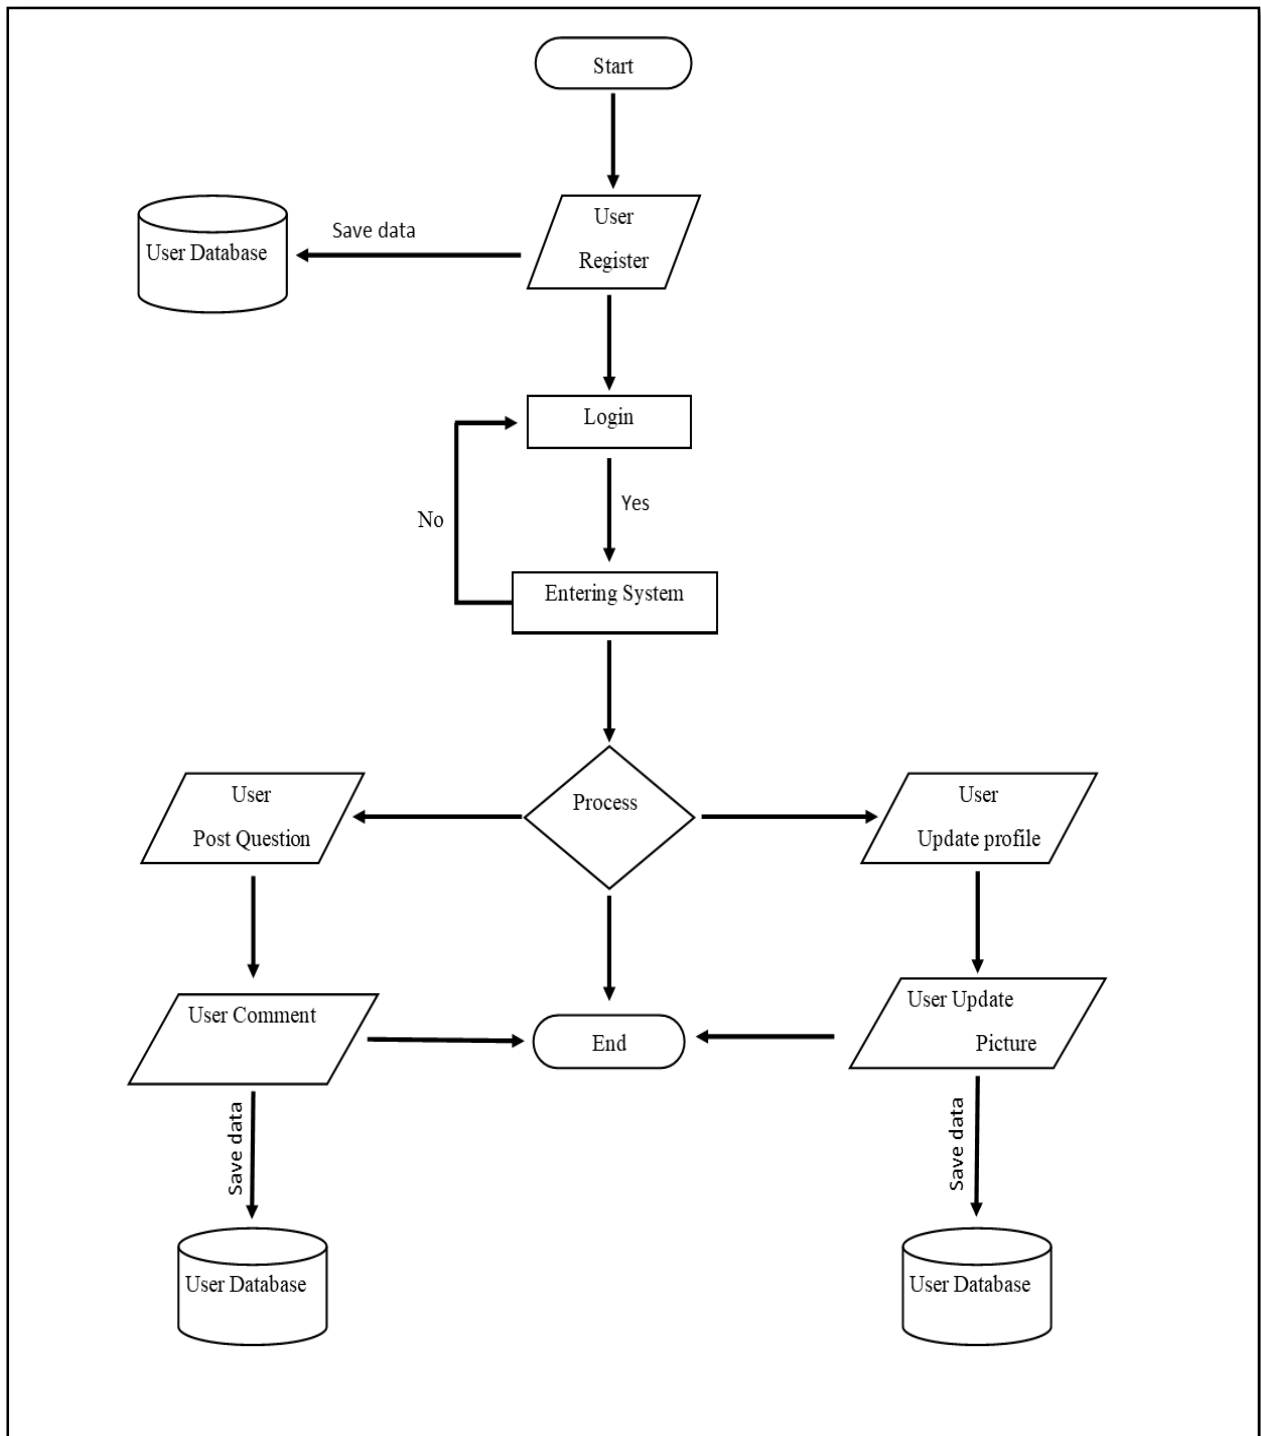 Start
User
Register
Save data
User Database
Login
Yes
No
Entering System
Process
User
Post Question
User
Update profile
User Comment
End
User Update
Picture
Save data
Save data
User Database
User Database